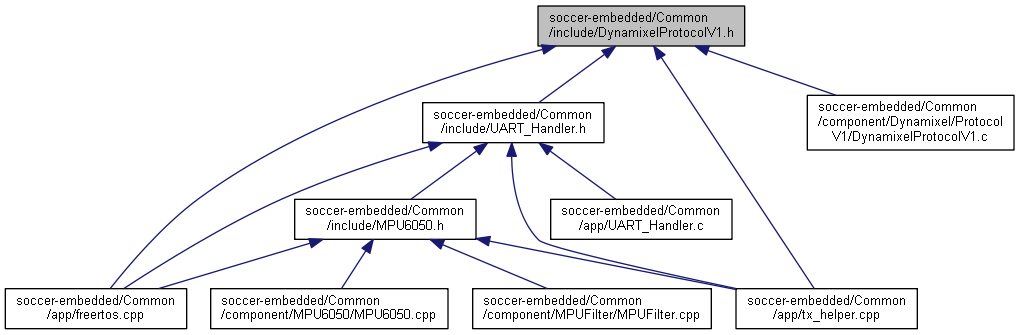 soccer-embedded/Common
/include/DynamixelProtocolV1.h
soccer-embedded/Common
/include/UART_Handler.h
soccer-embedded/Common
/component/Dynamixel/Protocol
V1/DynamixelProtocolV1.c
soccer-embedded/Common
/include/MPU6050.h
soccer-embedded/Common
/app/UART_Handler.c
soccer-embedded/Common
/app/freertos.cpp
soccer-embedded/Common
/component/MPU6050/MPU6050.cpp
soccer-embedded/Common
/component/MPUFilter/MPUFilter.cpp
soccer-embedded/Common
/app/tx_helper.cpp